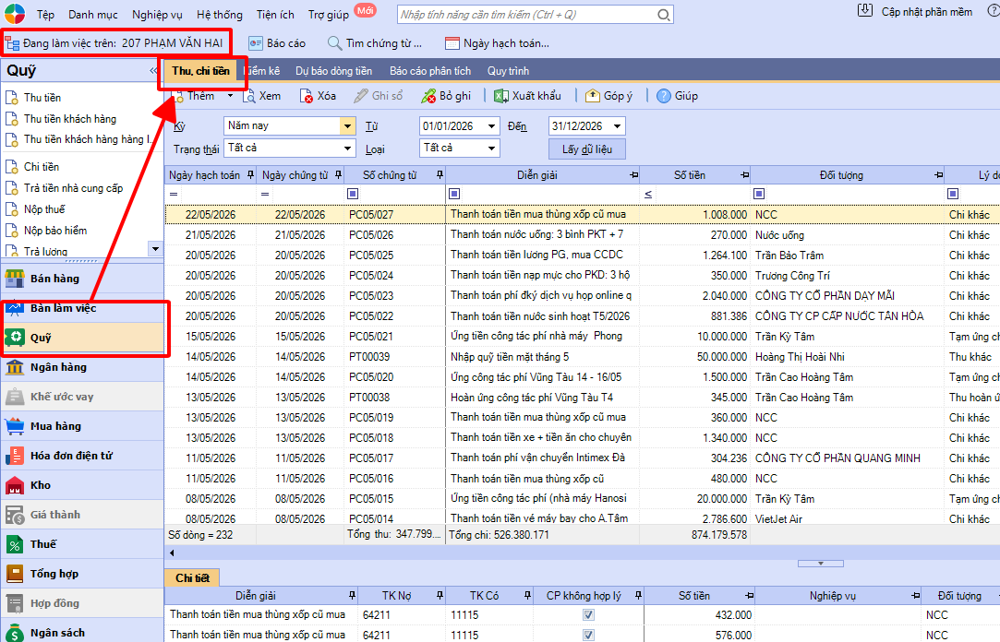 Tệp Danh mục Nghiệp vụ Hệ thống Tiện ích Trợ giúp Mới Nhập tính năng cần tìm kiếm (Ctrl + Q) Cập nhật phần mềm
Đang làm việc trên: 207 PHẠM VĂN HAI Báo cáo Tìm chứng từ ... Ngày hạch toán...
Quỹ
Thu tiền
Thu tiền khách hàng
Thu tiền khách hàng hàng l...
Chi tiền
Trả tiền nhà cung cấp
Nộp thuế
Nộp bảo hiểm
Trả lương
Bán hàng
Bàn làm việc
Quỹ
Ngân hàng
Khế ước vay
Mua hàng
Hóa đơn điện tử
Kho
Giá thành
Thuế
Tổng hợp
Hợp đồng
Ngân sách
Thu, chi tiền Kiểm kê Dự báo dòng tiền Báo cáo phân tích Quy trình
Thêm Xem Xóa Ghi sổ Bỏ ghi Xuất khẩu Góp ý Giúp
Kỳ Năm nay Từ 01/01/2026 Đến 31/12/2026
Trạng thái Tất cả Loại Tất cả Lấy dữ liệu
Ngày hạch toán Ngày chứng từ Số chứng từ Diễn giải Số tiền Đối tượng Lý do
= = ≤
22/05/2026 22/05/2026 PC05/027 Thanh toán tiền mua thùng xốp cũ mua 1.008.000 NCC Chi khác
21/05/2026 21/05/2026 PC05/026 Thanh toán nước uống: 3 bình PKT + 7 270.000 Nước uống Chi khác
20/05/2026 20/05/2026 PC05/025 Thanh toán tiền lương PG, mua CCDC 1.264.100 Trần Bảo Trâm Chi khác
20/05/2026 20/05/2026 PC05/024 Thanh toán tiền nạp mực cho PKD: 3 hộ 350.000 Trương Công Trí Chi khác
20/05/2026 20/05/2026 PC05/023 Thanh toán phí đký dịch vụ họp online q 2.040.000 CÔNG TY CỔ PHẦN DẠY MÃI Chi khác
20/05/2026 20/05/2026 PC05/022 Thanh toán tiền nước sinh hoạt T5/2026 881.386 CÔNG TY CP CẤP NƯỚC TÂN HÒA Chi khác
15/05/2026 15/05/2026 PC05/021 Ứng tiền công tác phí nhà máy Phong 10.000.000 Trần Kỳ Tâm Tạm ứng ch
14/05/2026 14/05/2026 PT00039 Nhập quỹ tiền mặt tháng 5 50.000.000 Hoàng Thị Hoài Nhi Thu khác
14/05/2026 14/05/2026 PC05/020 Ứng công tác phí Vũng Tàu 14 - 16/05 1.500.000 Trần Cao Hoàng Tâm Tạm ứng ch
13/05/2026 13/05/2026 PT00038 Hoàn ứng công tác phí Vũng Tàu T4 345.000 Trần Cao Hoàng Tâm Thu hoàn ứ
13/05/2026 13/05/2026 PC05/019 Thanh toán tiền mua thùng xốp cũ mua 360.000 NCC Chi khác
13/05/2026 13/05/2026 PC05/018 Thanh toán tiền xe + tiền ăn cho chuyên 1.340.000 NCC Chi khác
11/05/2026 11/05/2026 PC05/017 Thanh toán phí vận chuyển Intimex Đà 304.236 CÔNG TY CỔ PHẦN QUANG MINH Chi khác
11/05/2026 11/05/2026 PC05/016 Thanh toán tiền mua thùng xốp cũ 480.000 NCC Chi khác
08/05/2026 08/05/2026 PC05/015 Ứng tiền công tác phí (nhà máy Hanosi 20.000.000 Trần Kỳ Tâm Tạm ứng ch
08/05/2026 08/05/2026 PC05/014 Thanh toán tiền vé máy bay cho A.Tâm 2.786.600 VietJet Air Chi khác
Số dòng = 232 Tổng thu: 347.799.... Tổng chi: 526.380.171 874.179.578
Chi tiết
Diễn giải TK Nợ TK Có CP không hợp lý Số tiền Nghiệp vụ Đối tượng
Thanh toán tiền mua thùng xốp cũ mua 64211 11115 432.000 NCC
Thanh toán tiền mua thùng xốp cũ mua 64211 11115 576.000 NCC